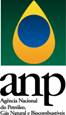 anp
Agência Nacional
do Petróleo,
Gás Natural e Biocombustíveis